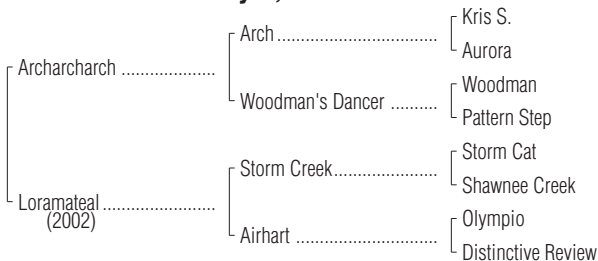 Kris S.
Arch ........................................
Aurora
Archarcharch .......................
Woodman
Woodman's Dancer ...........
Pattern Step
Storm Cat
Storm Creek..........................
Shawnee Creek
Loramateal ...........................
(2002)
Olympio
Airhart ...................................
Distinctive Review